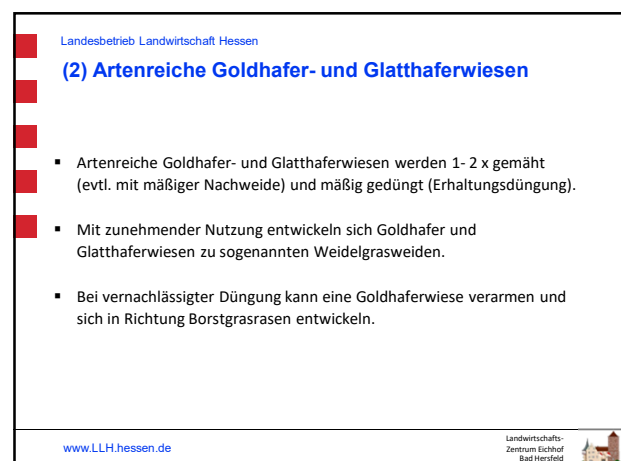 Landesbetrieb Landwirtschaft Hessen
(2) Artenreiche Goldhafer- und Glatthaferwiesen
▪ Artenreiche Goldhafer- und Glatthaferwiesen werden 1- 2 x gemäht
(evtl. mit mäßiger Nachweide) und mäßig gedüngt (Erhaltungsdüngung).
▪ Mit zunehmender Nutzung entwickeln sich Goldhafer und
Glatthaferwiesen zu sogenannten Weidelgrasweiden.
▪ Bei vernachlässigter Düngung kann eine Goldhaferwiese verarmen und
sich in Richtung Borstgrasrasen entwickeln.
www.LLH.hessen.de
Landwirtschafts-
Zentrum Eichhof
Bad Hersfeld